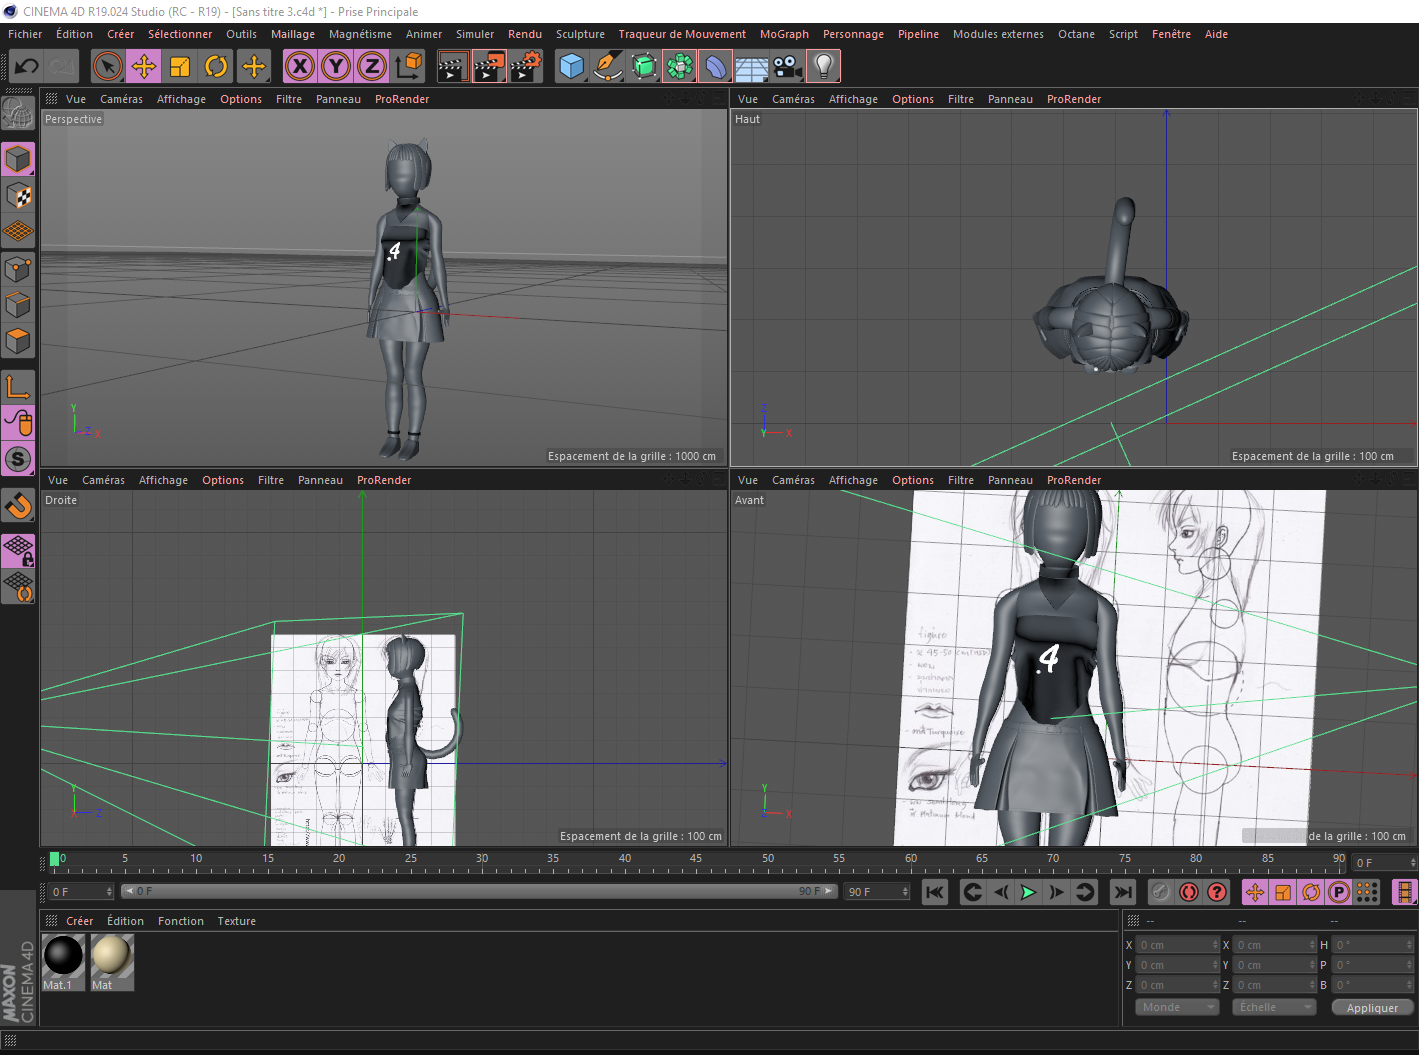 CINEMA 4D R19.024 Studio (RC - R19) - [Sans titre 3.c4d *] - Prise Principale
Fichier Édition Créer Sélectionner Outils Maillage Magnétisme Animer Simuler Rendu Sculpture Traqueur de Mouvement MoGraph Personnage Pipeline Modules externes Octane Script Fenêtre Aide
X Y Z
Vue Caméras Affichage Options Filtre Panneau ProRender
Perspective
.4
Y
Z X
Espacement de la grille : 1000 cm
Vue Caméras Affichage Options Filtre Panneau ProRender
Haut
Z
Y X
Espacement de la grille : 100 cm
S
Vue Caméras Affichage Options Filtre Panneau ProRender
Droite
Y
X Z
Espacement de la grille : 100 cm
Vue Caméras Affichage Options Filtre Panneau ProRender
Avant
figure
.4
and Turquoise
Platinum blond
Y
Z X
de la grille : 100 cm
0 5 10 15 20 25 30 35 40 45 50 55 60 65 70 75 80 85 90 0 F
0 F 0 F 90 F 90 F ? P
Créer Édition Fonction Texture
Mat.1 Mat
-- -- --
X 0 cm X 0 cm H 0 °
Y 0 cm Y 0 cm P 0 °
Z 0 cm Z 0 cm B 0 °
Monde Échelle Appliquer
MAXON
CINEMA 4D